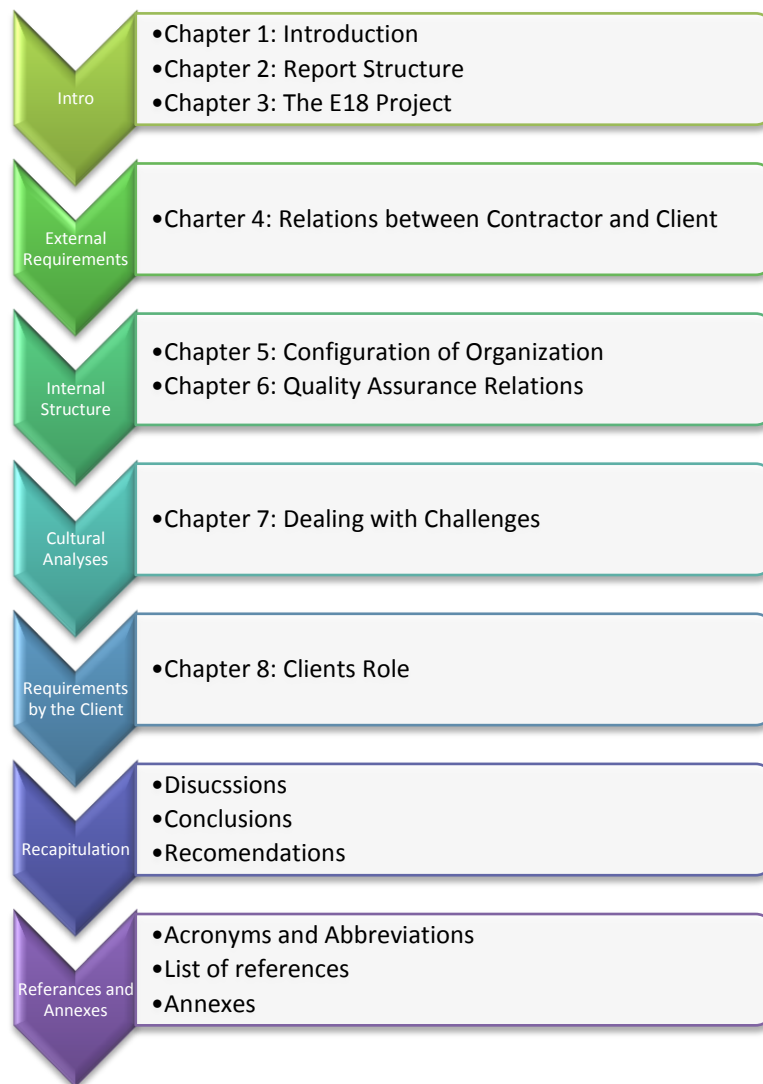 Intro
•Chapter 1: Introduction
•Chapter 2: Report Structure
•Chapter 3: The E18 Project
External
Requirements
•Charter 4: Relations between Contractor and Client
Internal
Structure
•Chapter 5: Configuration of Organization
•Chapter 6: Quality Assurance Relations
Cultural
Analyses
•Chapter 7: Dealing with Challenges
Requirements
by the Client
•Chapter 8: Clients Role
Recapitulation
•Disucssions
•Conclusions
•Recomendations
Referances and
Annexes
•Acronyms and Abbreviations
•List of references
•Annexes